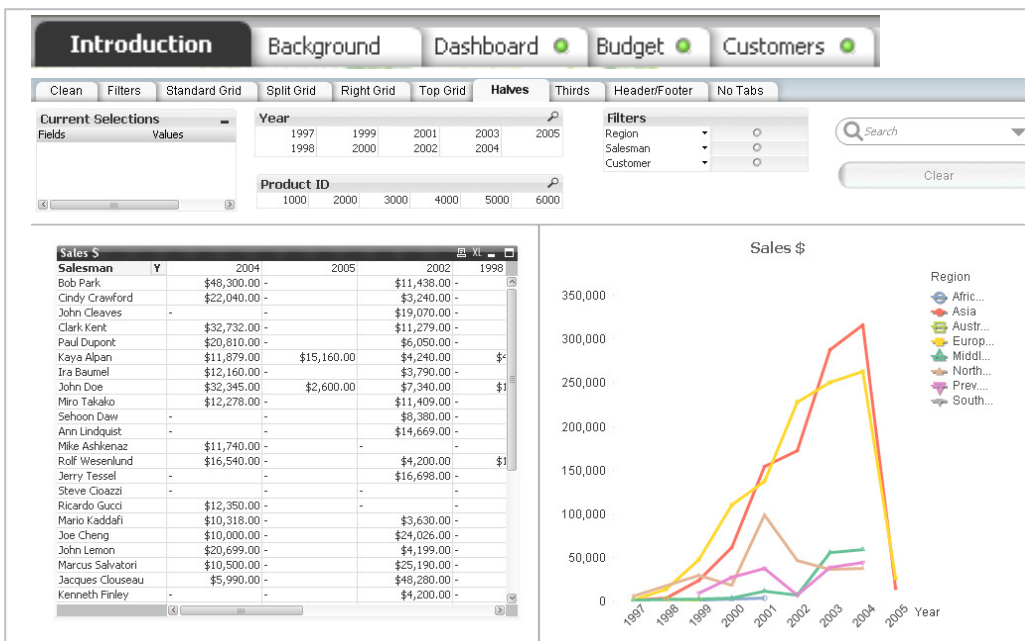 Introduction Background Dashboard Budget Customers
Clean Filters Standard Grid Split Grid Right Grid Top Grid Halves Thirds Header/Footer No Tabs
Current Selections
Fields Values
Year
1997 1999 2001 2003 2005
1998 2000 2002 2004
Product ID
1000 2000 3000 4000 5000 6000
Filters
Region
Salesman
Customer
Search
Clear
Sales $ XL
Salesman Y 2004 2005 2002 1998
Bob Park $48,300.00 - $11,438.00 -
Cindy Crawford $22,040.00 - $3,240.00 -
John Cleaves - - $19,070.00 -
Clark Kent $32,732.00 - $11,279.00 -
Paul Dupont $20,810.00 - $6,050.00 -
Kaya Alpan $11,879.00 $15,160.00 $4,240.00 $4
Ira Baumel $12,160.00 - $3,790.00 -
John Doe $32,345.00 $2,600.00 $7,340.00 $1
Miro Takako $12,278.00 - $11,409.00 -
Sehoon Daw - - $8,380.00 -
Ann Lindquist - - $14,669.00 -
Mike Ashkenaz $11,740.00 - - -
Rolf Wesenlund $16,540.00 - $4,200.00 $1
Jerry Tessel - - $16,698.00 -
Steve Cioazzi - - - -
Ricardo Gucci $12,350.00 - - -
Mario Kaddafi $10,318.00 - $3,630.00 -
Joe Cheng $10,000.00 - $24,026.00 -
John Lemon $20,699.00 - $4,199.00 -
Marcus Salvatori $10,500.00 - $25,190.00 -
Jacques Clouseau $5,990.00 - $48,280.00 -
Kenneth Finley - - $4,200.00 -
Sales $
350,000
300,000
250,000
200,000
150,000
100,000
50,000
0
1997 1998 1999 2000 2001 2002 2003 2004 2005 Year
Region
Afric...
Asia
Austr...
Europ...
Middl...
North...
Prev....
South...